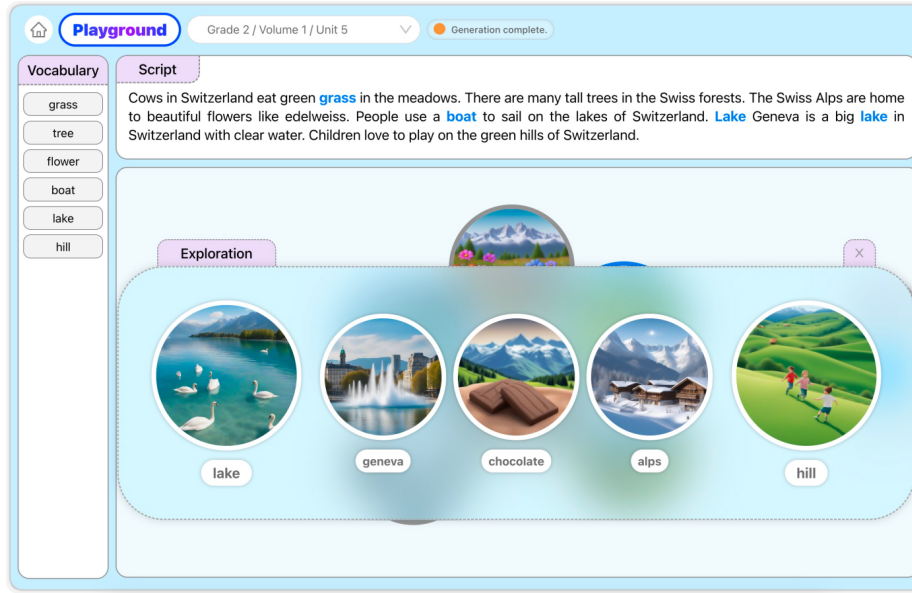 Playground
Grade 2 / Volume 1 / Unit 5
Generation complete.
Vocabulary
grass
tree
flower
boat
lake
hill
Script
Cows in Switzerland eat green grass in the meadows. There are many tall trees in the Swiss forests. The Swiss Alps are home
to beautiful flowers like edelweiss. People use a boat to sail on the lakes of Switzerland. Lake Geneva is a big lake in
Switzerland with clear water. Children love to play on the green hills of Switzerland.
Exploration
X
lake
geneva
chocolate
alps
hill